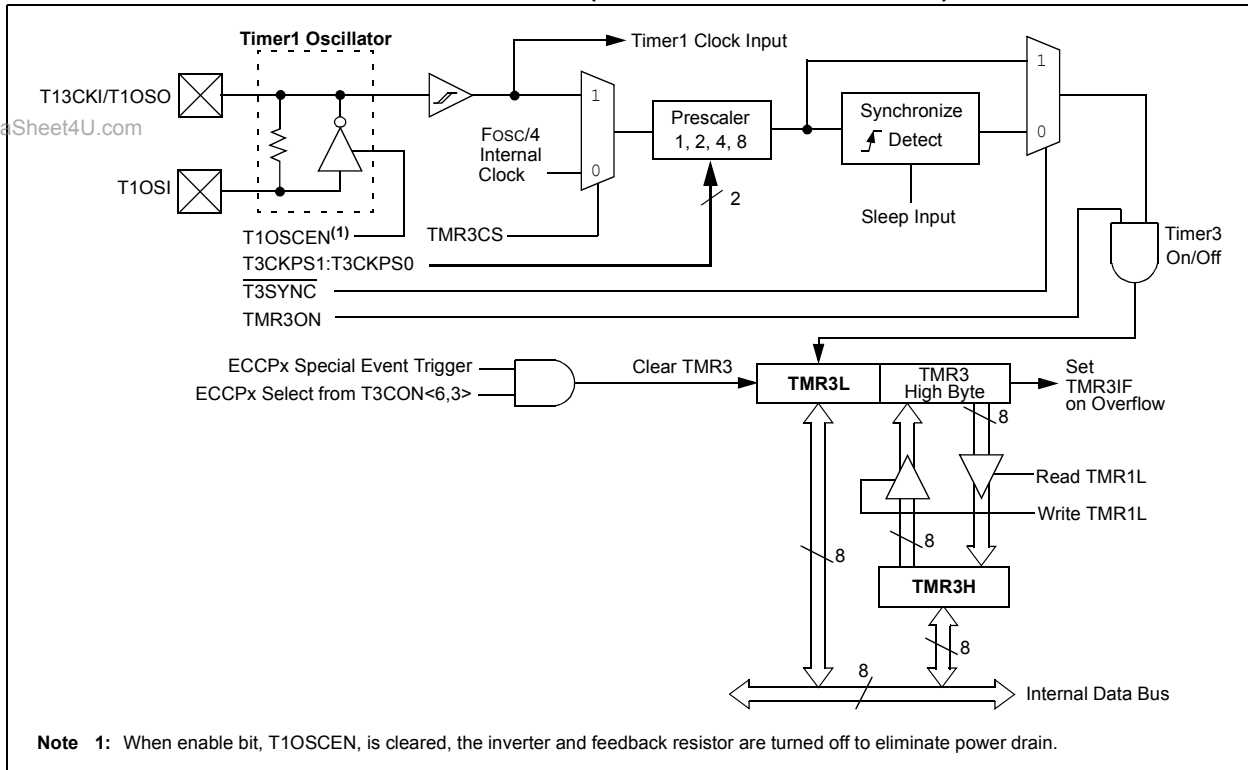 Timer1 Oscillator
Timer1 Clock Input
T13CKI/T1OSO
aSheet4U.com
1
FOSC/4
Internal
Clock
0
Prescaler
1, 2, 4, 8
Synchronize
Detect
1
0
T1OSI
2
Sleep Input
T1OSCEN(1)
TMR3CS
Timer3
On/Off
T3CKPS1:T3CKPS0
T3SYNC
TMR3ON
ECCPx Special Event Trigger
ECCPx Select from T3CON<6,3>
Clear TMR3
TMR3L
TMR3
High Byte
Set
TMR3IF
on Overflow
8
Read TMR1L
Write TMR1L
8
8
TMR3H
8
8
Internal Data Bus
Note 1: When enable bit, T1OSCEN, is cleared, the inverter and feedback resistor are turned off to eliminate power drain.